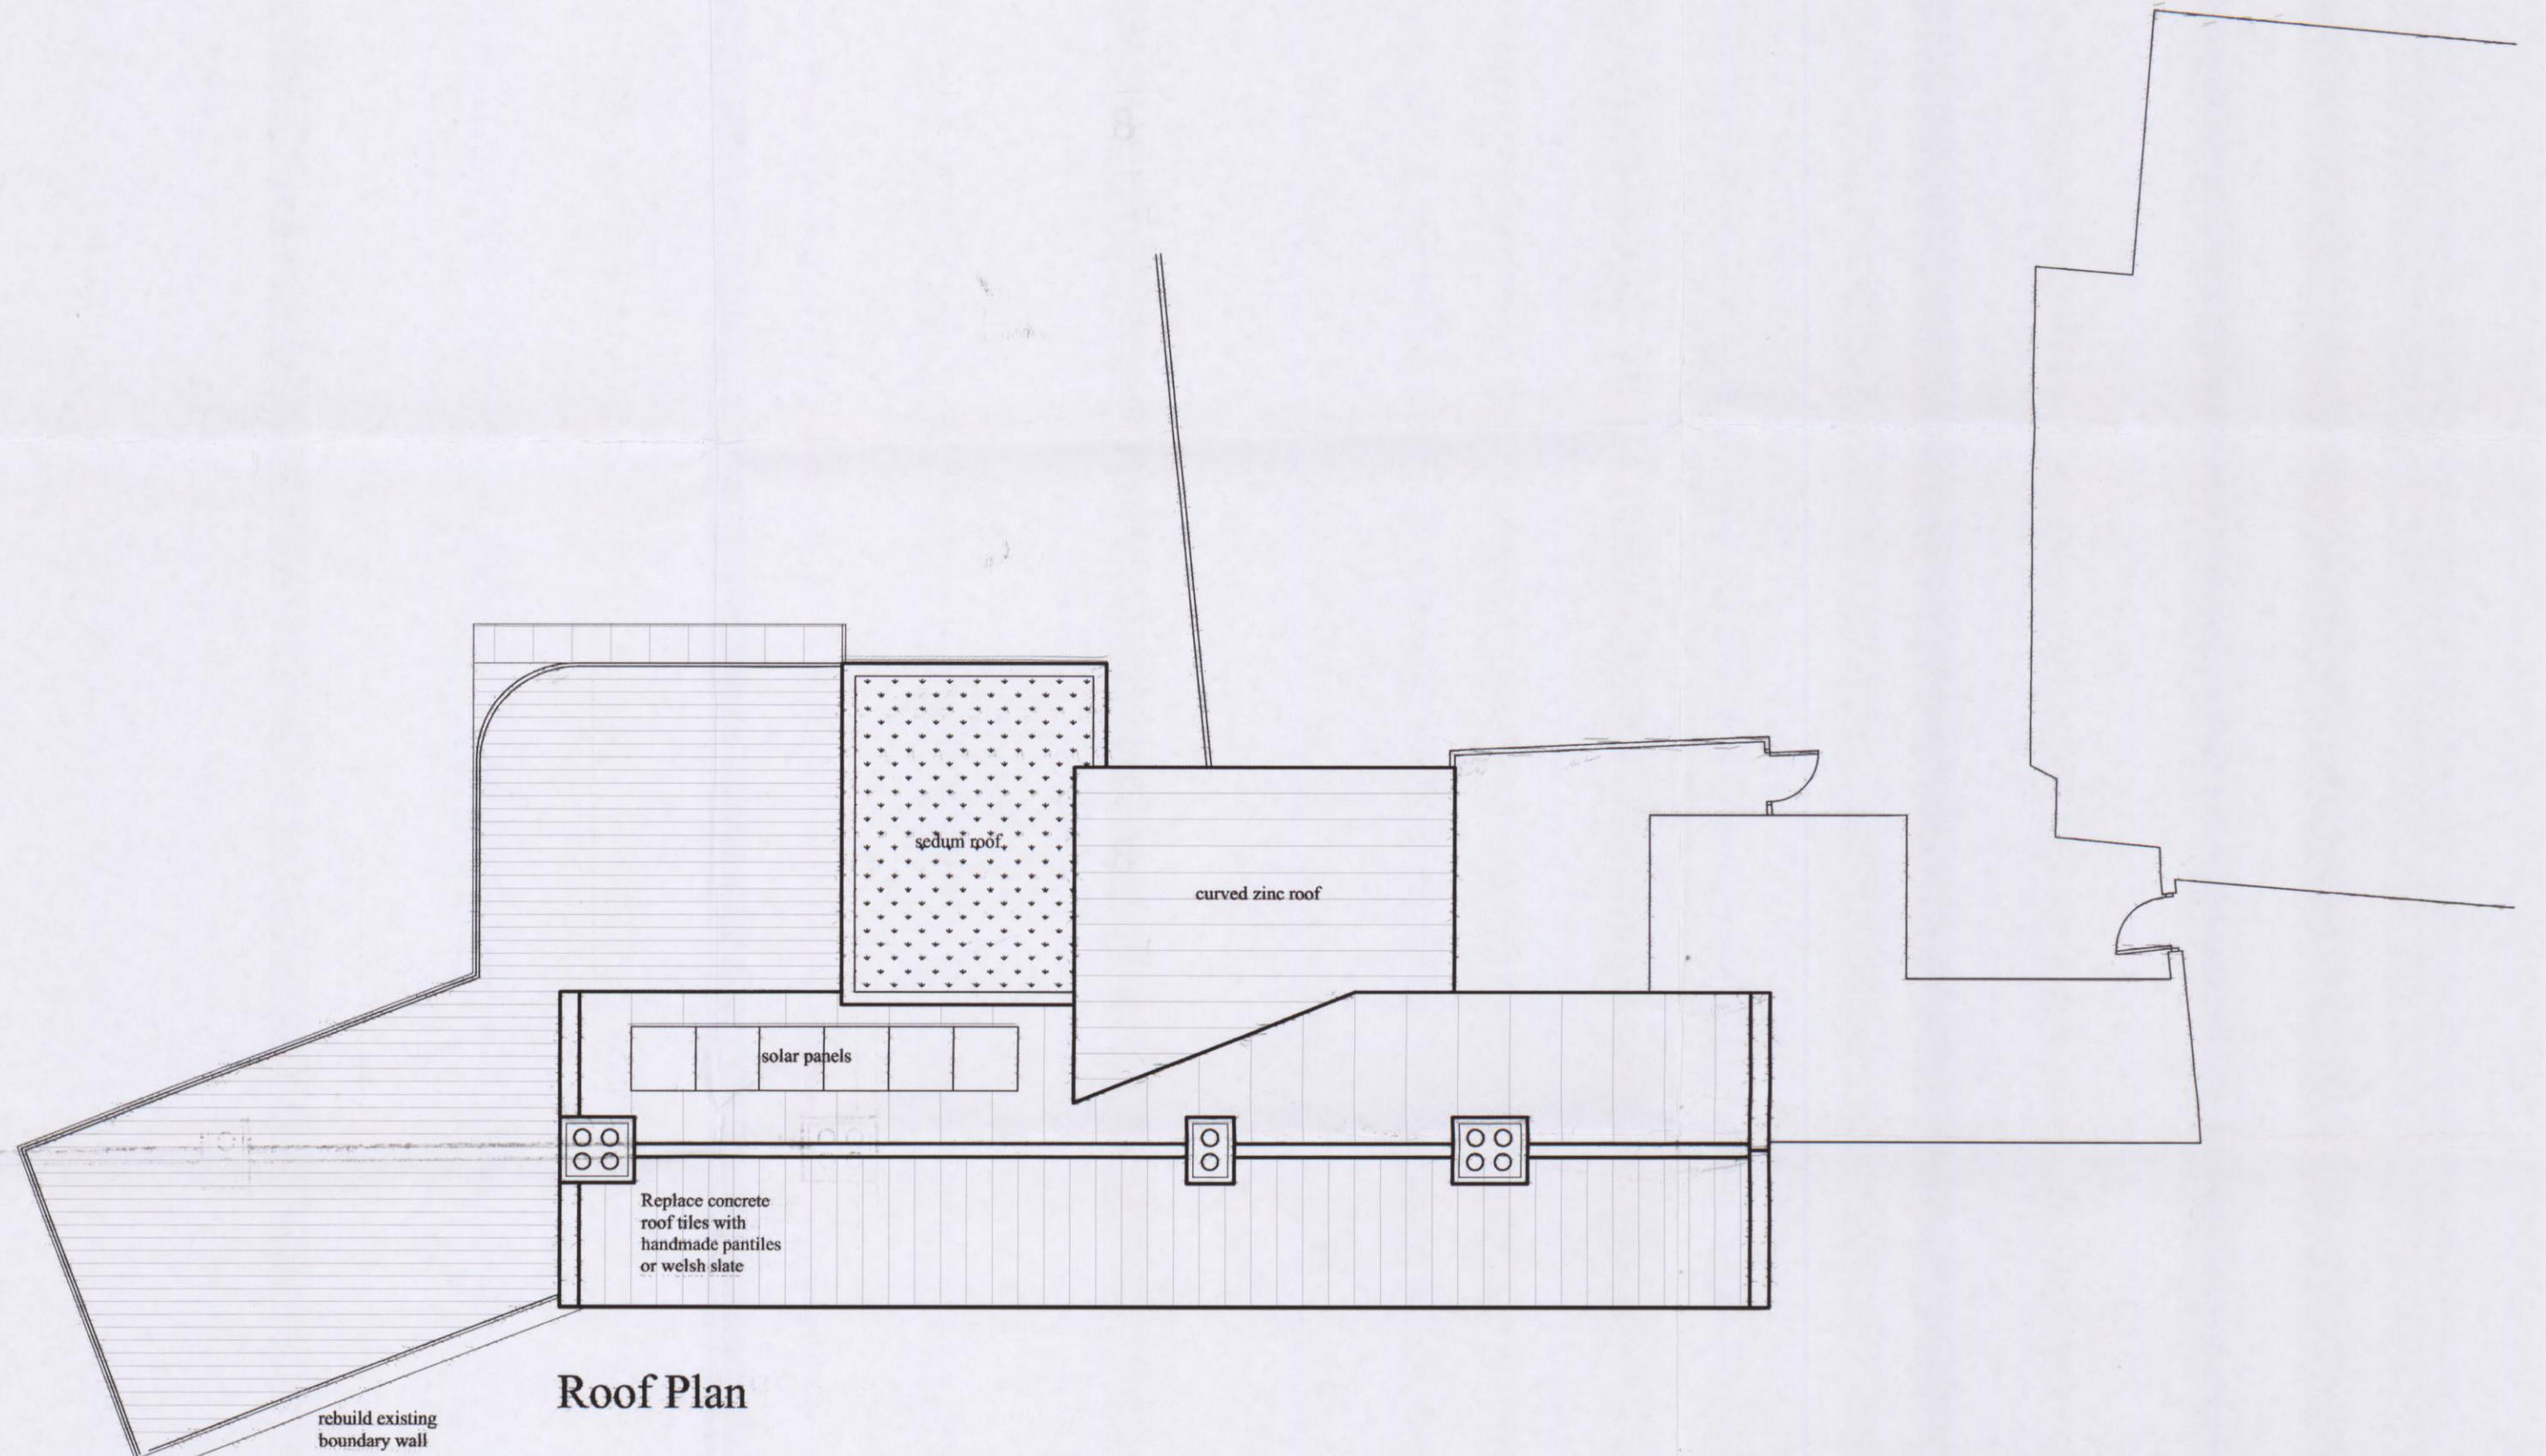 sedum roof
curved zinc roof
solar panels
Replace concrete
roof tiles with
handmade pantiles
or welsh slate
Roof Plan
rebuild existing
boundary wall